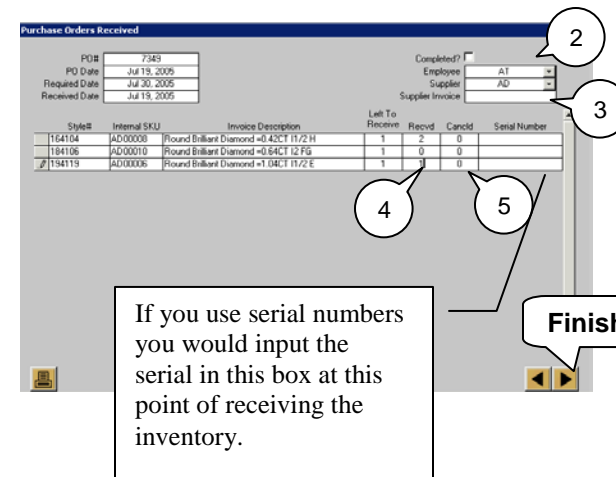 Purchase Orders Received
2
PO# 7349 Completed?
PO Date Jul 19, 2005 Employee AT
Required Date Jul 30, 2005 Supplier AD
Received Date Jul 19, 2005 Supplier Invoice
3
Style# Internal SKU Invoice Description Left To Receive Recvd Cancld Serial Number
164104 AD00008 Round Brilliant Diamond =0.42CT I1/2 H 1 2 0
184106 AD00010 Round Brilliant Diamond =0.64CT I2 FG 1 0 0
194119 AD00006 Round Brilliant Diamond =1.04CT I1/2 E 1 1 0
4
5
If you use serial numbers
you would input the
serial in this box at this
point of receiving the
inventory.
Finish